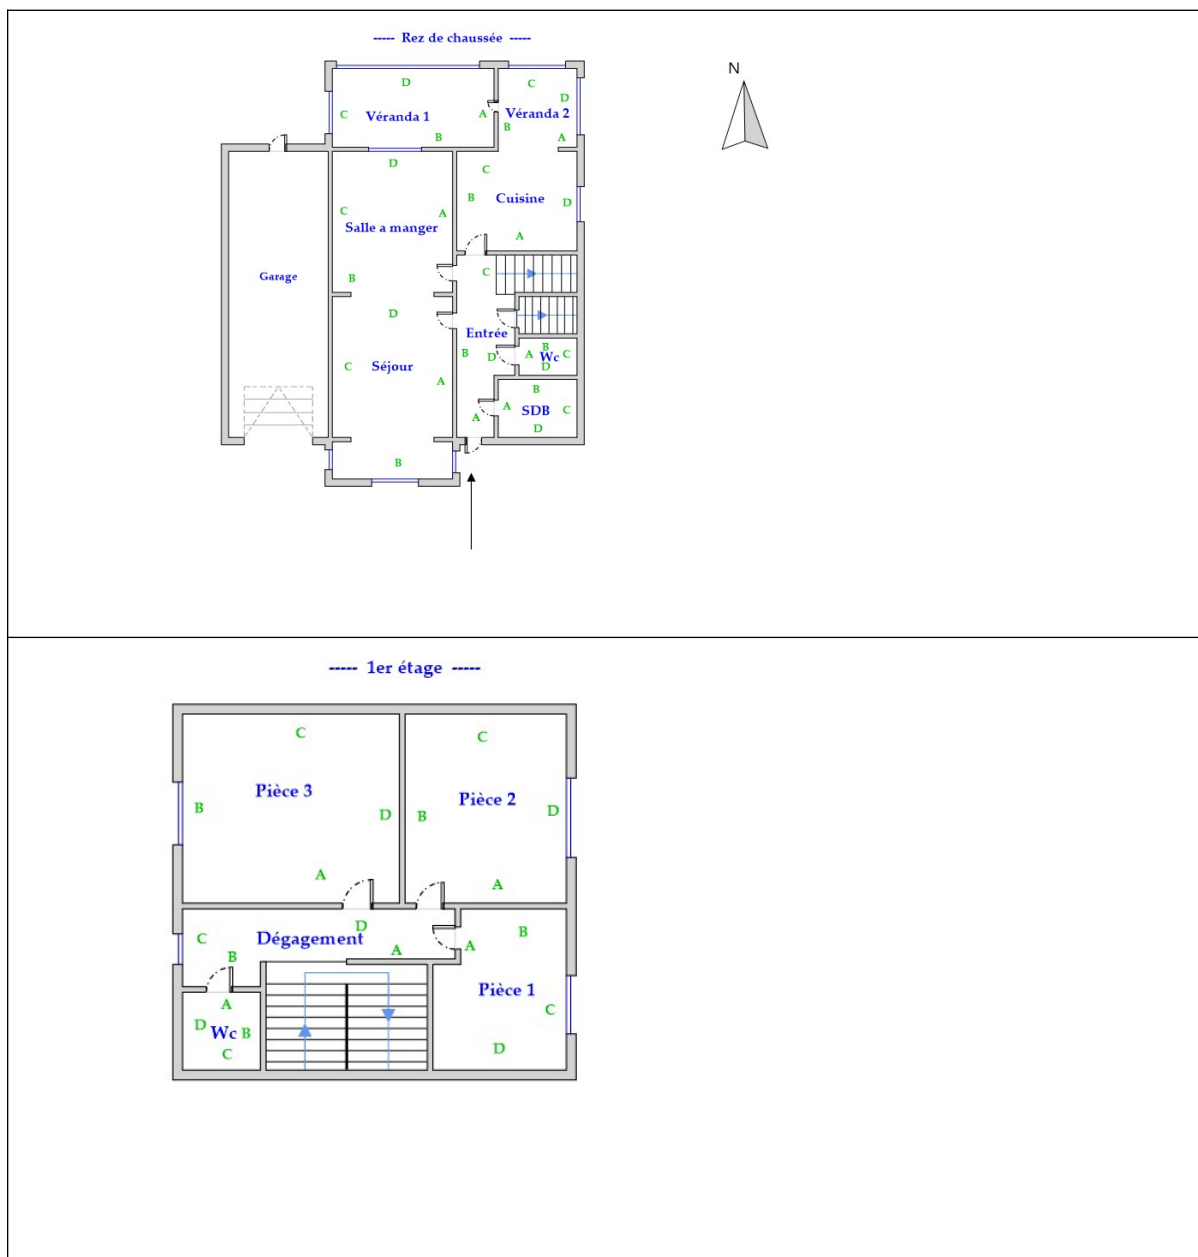 ----- Rez de chaussée -----
N
D
C
D
C
Véranda 1
A
Véranda 2
B
B
A
D
C
C
B
Cuisine
D
A
Salle a manger
A
Garage
B
C
D
Entrée
B
D
B
A
Wc
C
D
C
Séjour
A
B
A
SDB
C
A
D
B
----- 1er étage -----
C
C
Pièce 3
Pièce 2
B
D
B
D
A
A
D
C
Dégagement
B
A
A
B
Pièce 1
C
D
A
D
Wc
B
C